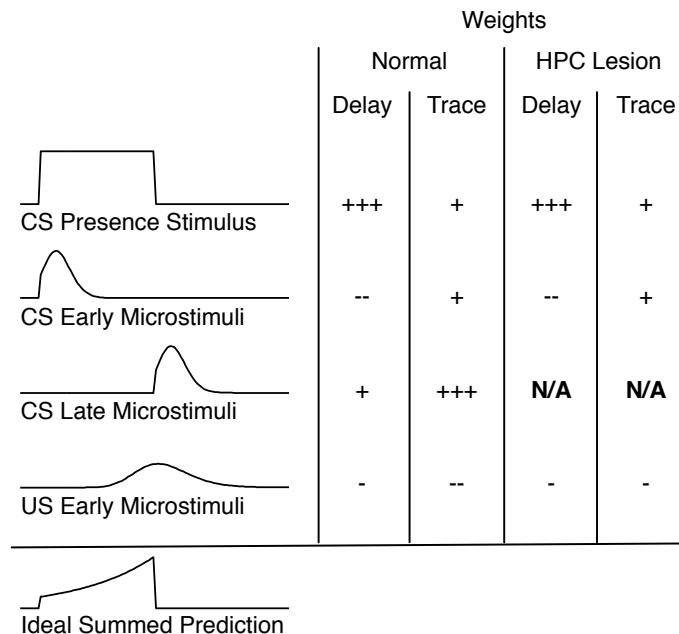 Weights
Normal HPC Lesion
Delay Trace Delay Trace
CS Presence Stimulus +++ + +++ +
CS Early Microstimuli -- + -- +
CS Late Microstimuli + +++ N/A N/A
US Early Microstimuli - -- - -
Ideal Summed Prediction